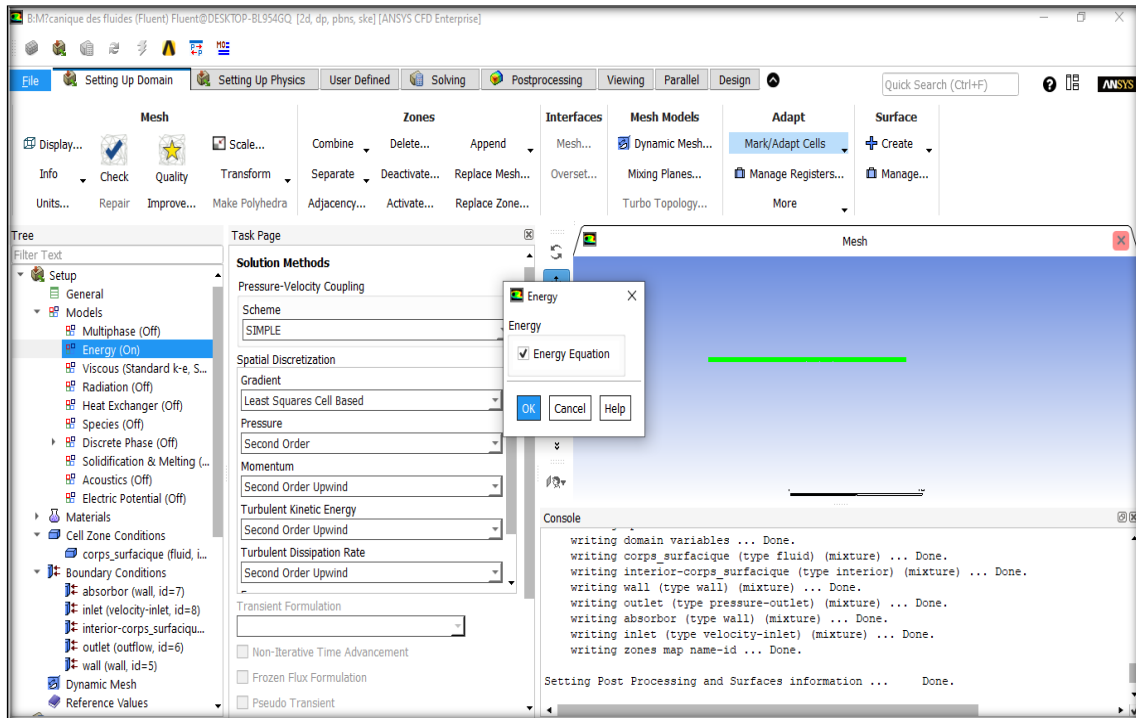 B:M?canique des fluides (Fluent) Fluent@DESKTOP-BL954GQ [2d, dp, pbns, ske] [ANSYS CFD Enterprise]
File Setting Up Domain Setting Up Physics User Defined Solving Postprocessing Viewing Parallel Design Quick Search (Ctrl+F) ANSYS
Mesh Zones Interfaces Mesh Models Adapt Surface
Display... Scale... Combine Delete... Append Mesh... Dynamic Mesh... Mark/Adapt Cells Create
Info Check Quality Transform Separate Deactivate... Replace Mesh... Overset... Mixing Planes... Manage Registers... Manage...
Units... Repair Improve... Make Polyhedra Adjacency... Activate... Replace Zone... Turbo Topology... More
Tree
Filter Text
Setup
General
Models
Multiphase (Off)
Energy (On)
Viscous (Standard k-e, S...
Radiation (Off)
Heat Exchanger (Off)
Species (Off)
Discrete Phase (Off)
Solidification & Melting (...
Acoustics (Off)
Electric Potential (Off)
Materials
Cell Zone Conditions
corps_surfacique (fluid, i...
Boundary Conditions
absorbor (wall, id=7)
inlet (velocity-inlet, id=8)
interior-corps_surfaciqu...
outlet (outflow, id=6)
wall (wall, id=5)
Dynamic Mesh
Reference Values
Task Page
Solution Methods
Pressure-Velocity Coupling
Scheme
SIMPLE
Spatial Discretization
Gradient
Least Squares Cell Based
Pressure
Second Order
Momentum
Second Order Upwind
Turbulent Kinetic Energy
Second Order Upwind
Turbulent Dissipation Rate
Second Order Upwind
Transient Formulation
Non-Iterative Time Advancement
Frozen Flux Formulation
Pseudo Transient
Mesh
Energy
Energy
Energy Equation
OK Cancel Help
Console
writing domain variables ... Done.
writing corps_surfacique (type fluid) (mixture) ... Done.
writing interior-corps_surfacique (type interior) (mixture) ... Done.
writing wall (type wall) (mixture) ... Done.
writing outlet (type pressure-outlet) (mixture) ... Done.
writing absorbor (type wall) (mixture) ... Done.
writing inlet (type velocity-inlet) (mixture) ... Done.
writing zones map name-id ... Done.
Setting Post Processing and Surfaces information ... Done.